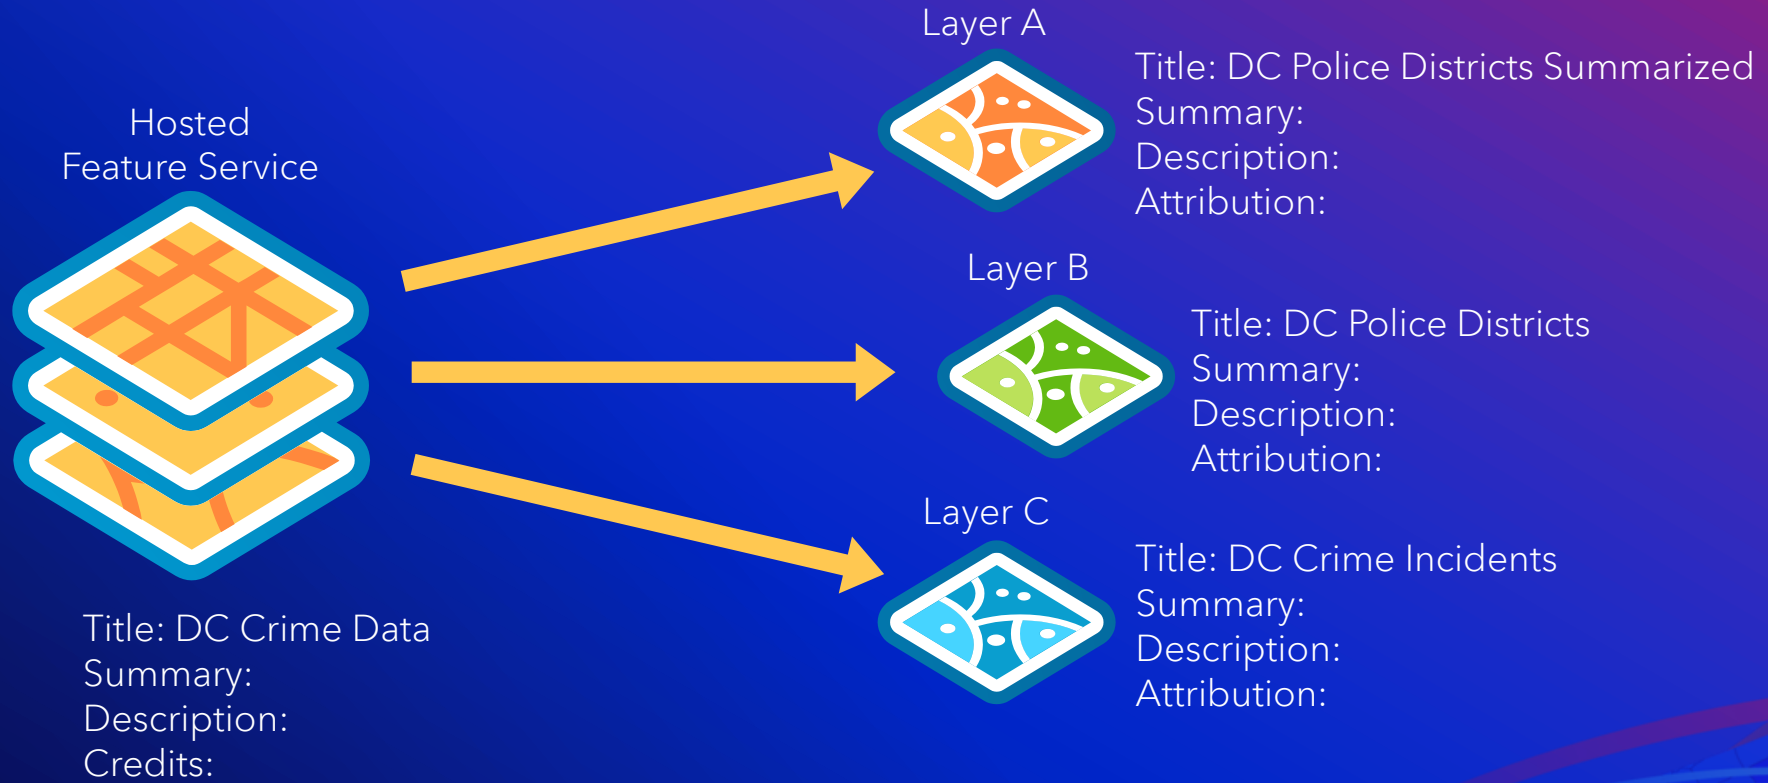 Hosted
Feature Service
Title: DC Crime Data
Summary:
Description:
Credits:
Layer A
Title: DC Police Districts Summarized
Summary:
Description:
Attribution:
Layer B
Title: DC Police Districts
Summary:
Description:
Attribution:
Layer C
Title: DC Crime Incidents
Summary:
Description:
Attribution: